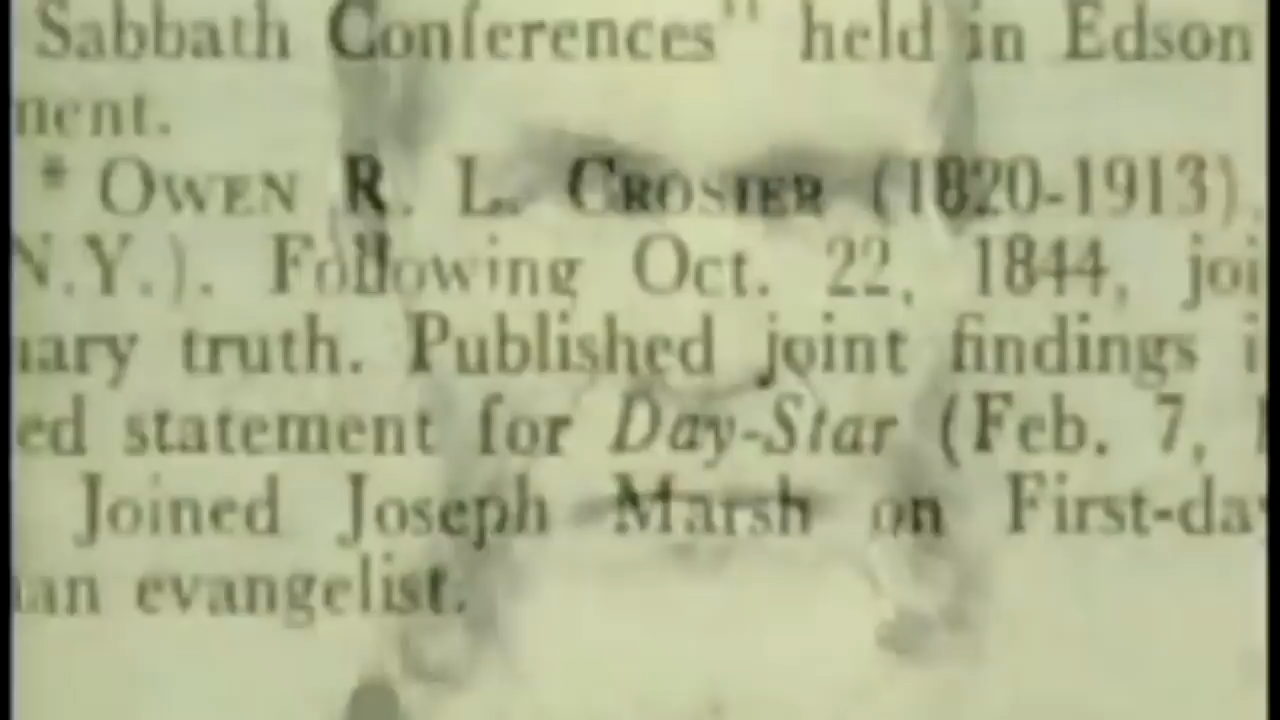 Sabbath Conferences" held in Edson
nent.
* OWEN R. L. CROSIER (1820-1913),
N.Y.). Following Oct. 22, 1844, joi
ary truth. Published joint findings i
ed statement for Day-Star (Feb. 7,
Joined Joseph Marsh on First-da
an evangelist.